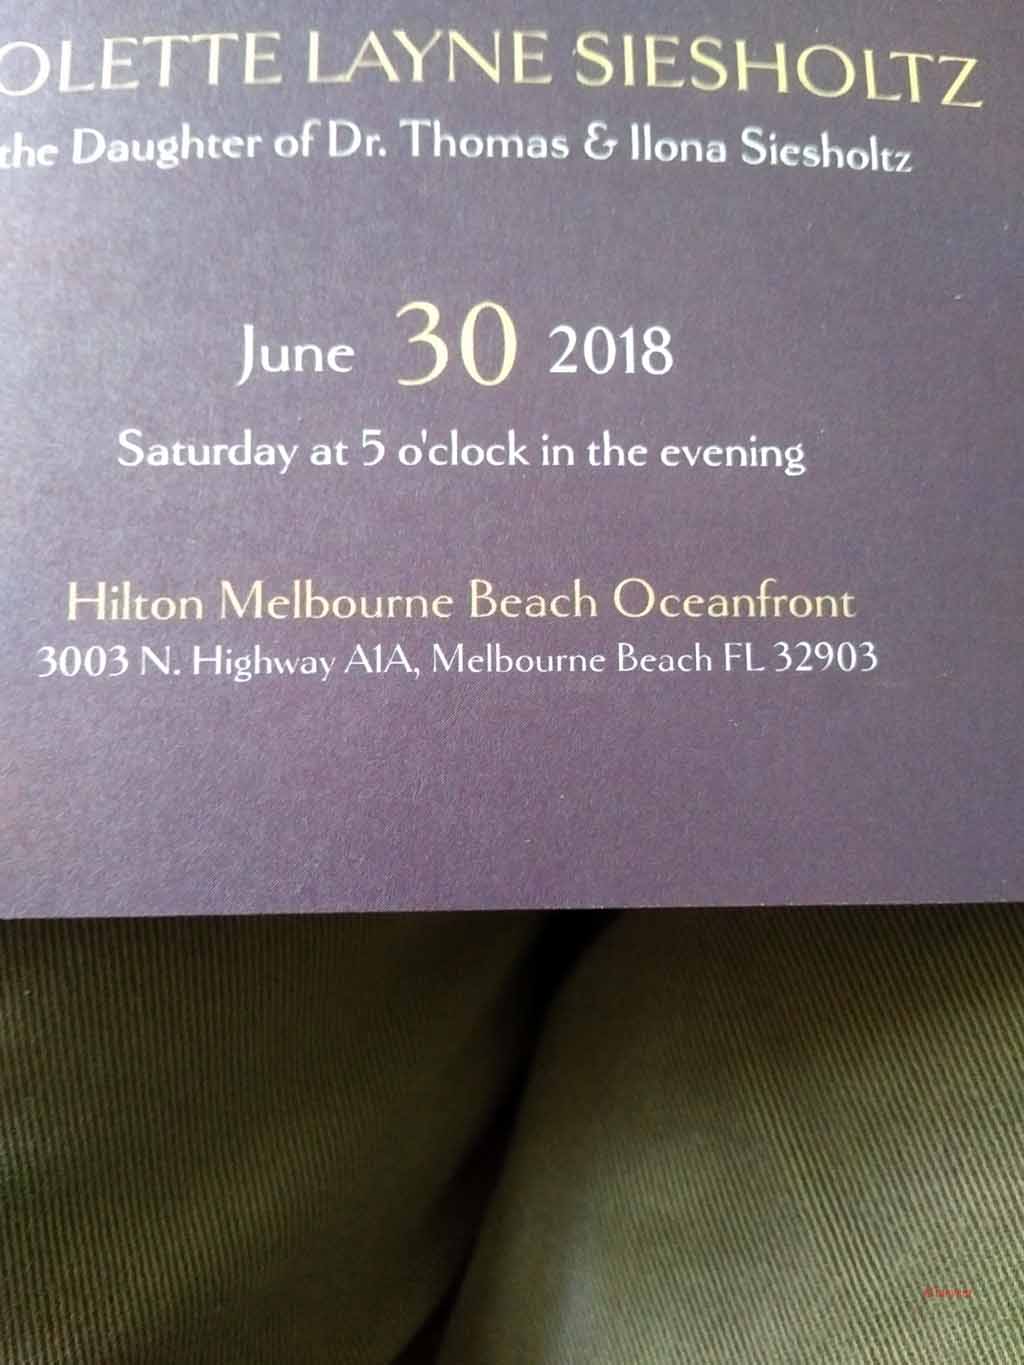 OLETTE LAYNE SIESHOLTZ
the Daughter of Dr. Thomas & Ilona Siesholtz
June 30 2018
Saturday at 5 o'clock in the evening
Hilton Melbourne Beach Oceanfront
3003 N. Highway A1A, Melbourne Beach FL 32903